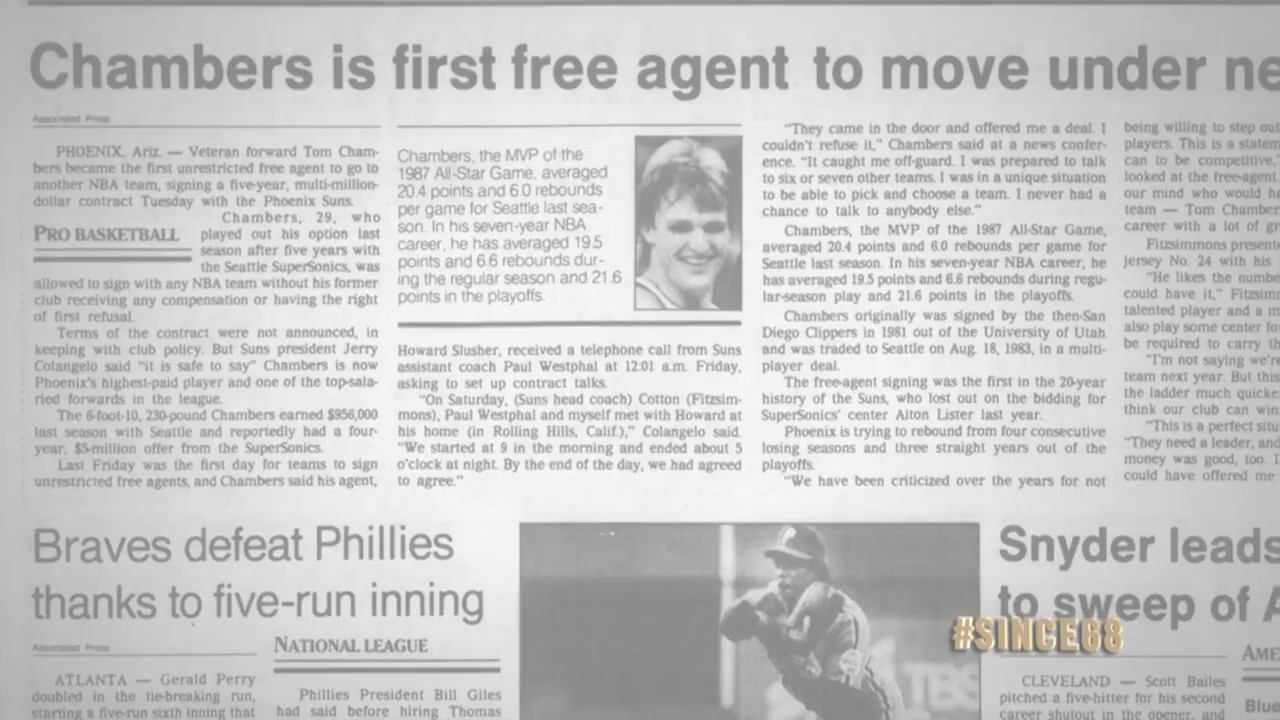 Chambers is first free agent to move under ne
Associated Press
PHOENIX, Ariz. — Veteran forward Tom Cham-
bers became the first unrestricted free agent to go to
another NBA team, signing a five-year, multi-million-
dollar contract Tuesday with the Phoenix Suns.
PRO BASKETBALL
Chambers, 29, who
played out his option last
season after five years with
the Seattle SuperSonics, was
allowed to sign with any NBA team without his former
club receiving any compensation or having the right
of first refusal.
Terms of the contract were not announced, in
keeping with club policy. But Suns president Jerry
Colangelo said "it is safe to say" Chambers is now
Phoenix's highest-paid player and one of the top-sala-
ried forwards in the league.
The 6-foot-10, 230-pound Chambers earned $956,000
last season with Seattle and reportedly had a four-
year, $5-million offer from the SuperSonics.
Last Friday was the first day for teams to sign
unrestricted free agents, and Chambers said his agent,
Chambers, the MVP of the
1987 All-Star Game, averaged
20.4 points and 6.0 rebounds
per game for Seattle last sea-
son. In his seven-year NBA
career, he has averaged 19.5
points and 6.6 rebounds dur-
ing the regular season and 21.6
points in the playoffs.
Howard Slusher, received a telephone call from Suns
assistant coach Paul Westphal at 12:01 a.m. Friday,
asking to set up contract talks.
"On Saturday, (Suns head coach) Cotton (Fitzsim-
mons), Paul Westphal and myself met with Howard at
his home (in Rolling Hills, Calif.)," Colangelo said.
"We started at 9 in the morning and ended about 5
o'clock at night. By the end of the day, we had agreed
to agree."
"They came in the door and offered me a deal. I
couldn't refuse it," Chambers said at a news confer-
ence. "It caught me off-guard. I was prepared to talk
to six or seven other teams. I was in a unique situation
to be able to pick and choose a team. I never had a
chance to talk to anybody else."
Chambers, the MVP of the 1987 All-Star Game,
averaged 20.4 points and 6.0 rebounds per game for
Seattle last season. In his seven-year NBA career, he
has averaged 19.5 points and 6.6 rebounds during regu-
lar-season play and 21.6 points in the playoffs.
Chambers originally was signed by the then-San
Diego Clippers in 1981 out of the University of Utah
and was traded to Seattle on Aug. 18, 1983, in a multi-
player deal.
The free-agent signing was the first in the 20-year
history of the Suns, who lost out on the bidding for
SuperSonics' center Alton Lister last year.
Phoenix is trying to rebound from four consecutive
losing seasons and three straight years out of the
playoffs.
"We have been criticized over the years for not
being willing to step out
players. This is a statem
can to be competitive,
looked at the free-agent
our mind who would h
team — Tom Chamber
career with a lot of gr
Fitzsimmons present
jersey No. 24 with his
"He likes the numbe
could have it," Fitzsim
talented player and a m
also play some center fo
be required to carry th
"I'm not saying we'r
team next year. But this
the ladder much quicke
think our club can win
"This is a perfect situ
"They need a leader, and
money was good, too. I
could have offered me
Braves defeat Phillies
thanks to five-run inning
Associated Press
ATLANTA — Gerald Perry
doubled in the tie-breaking run,
starting a five-run sixth inning that
NATIONAL LEAGUE
Phillies President Bill Giles
had said before hiring Thomas
TBS
Snyder leads
to sweep of A
#SINCE68
AME
CLEVELAND — Scott Bailes
pitched a five-hitter for his second
career shutout in the opener, and
Blue